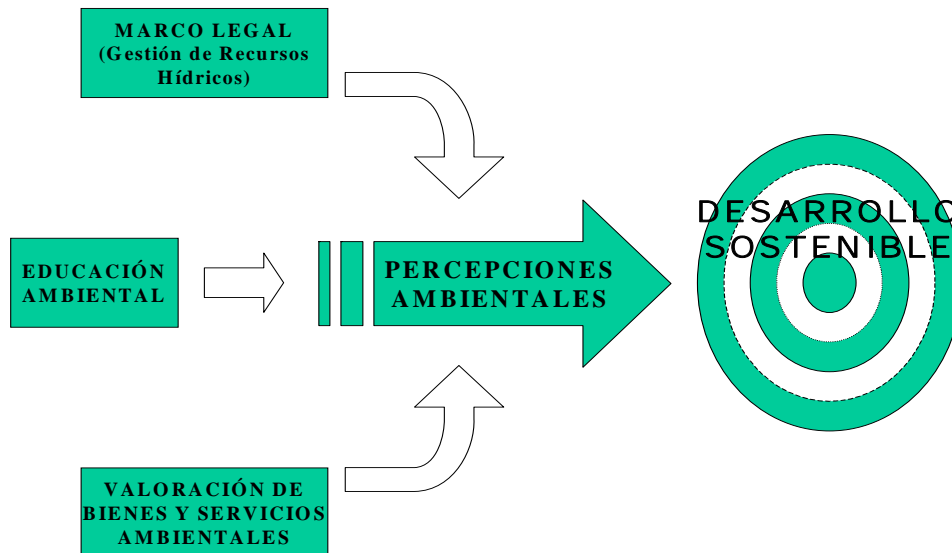 MARCO LEGAL
(Gestión de Recursos
Hídricos)
EDUCACIÓN
AMBIENTAL
PERCEPCIONES
AMBIENTALES
DESARROLLO
SOSTENIBLE
VALORACIÓN DE
BIENES Y SERVICIOS
AMBIENTALES